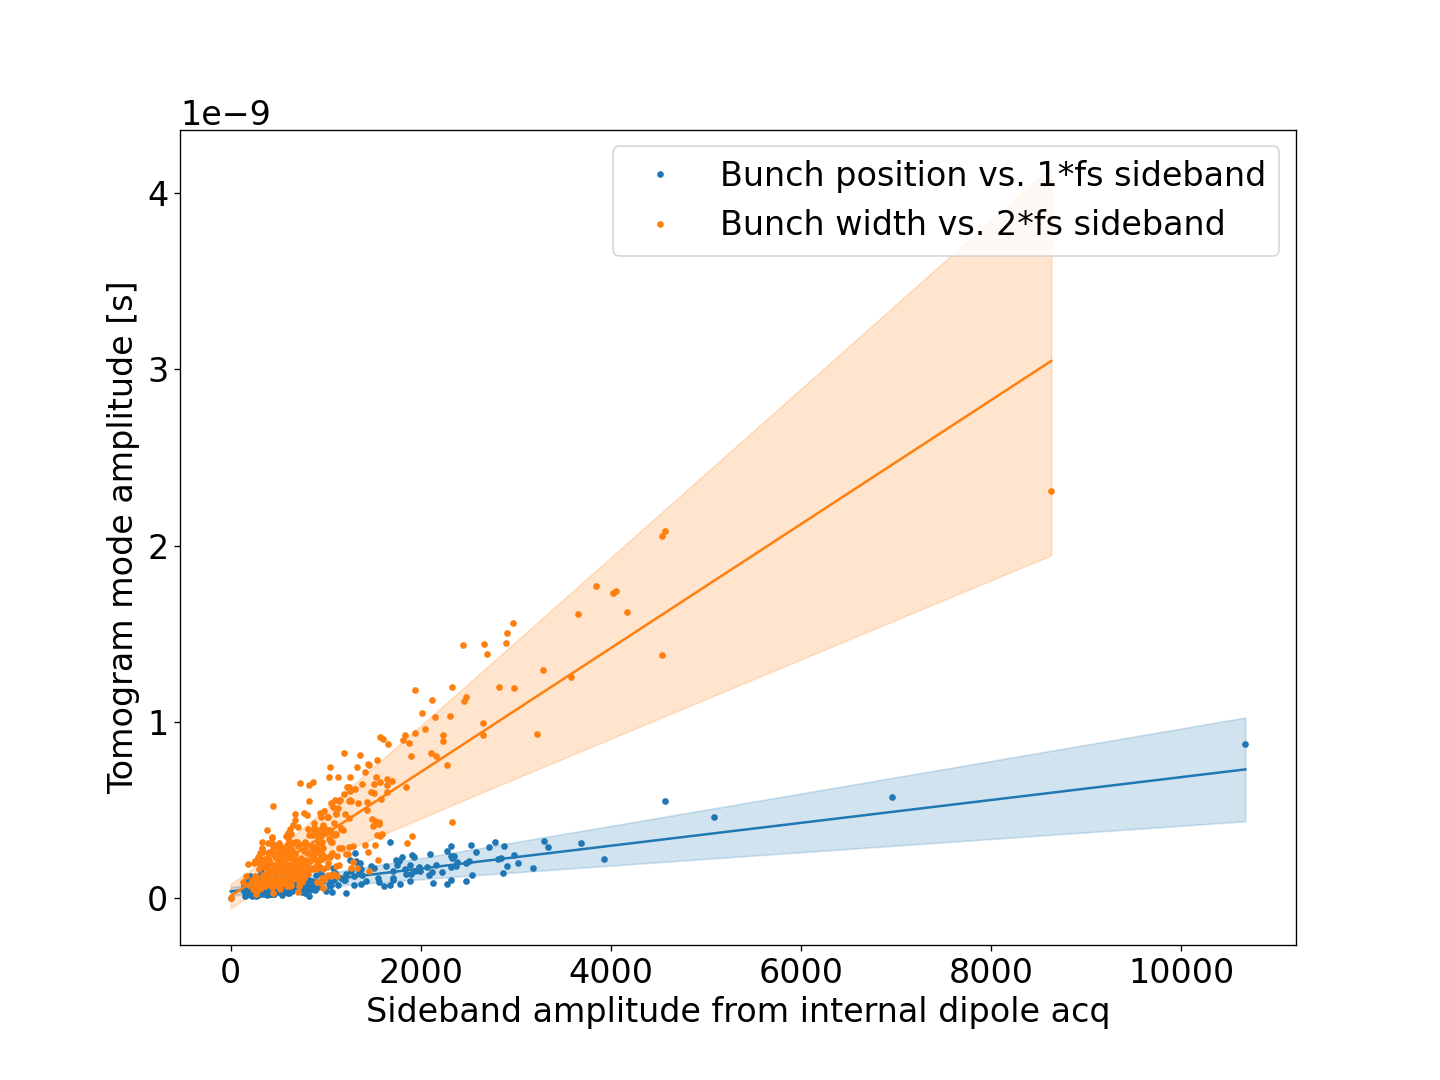 1e−9
Bunch position vs. 1*fs sideband
Bunch width vs. 2*fs sideband
4
3
2
1
0
Tomogram mode amplitude [s]
0 2000 4000 6000 8000 10000
Sideband amplitude from internal dipole acq